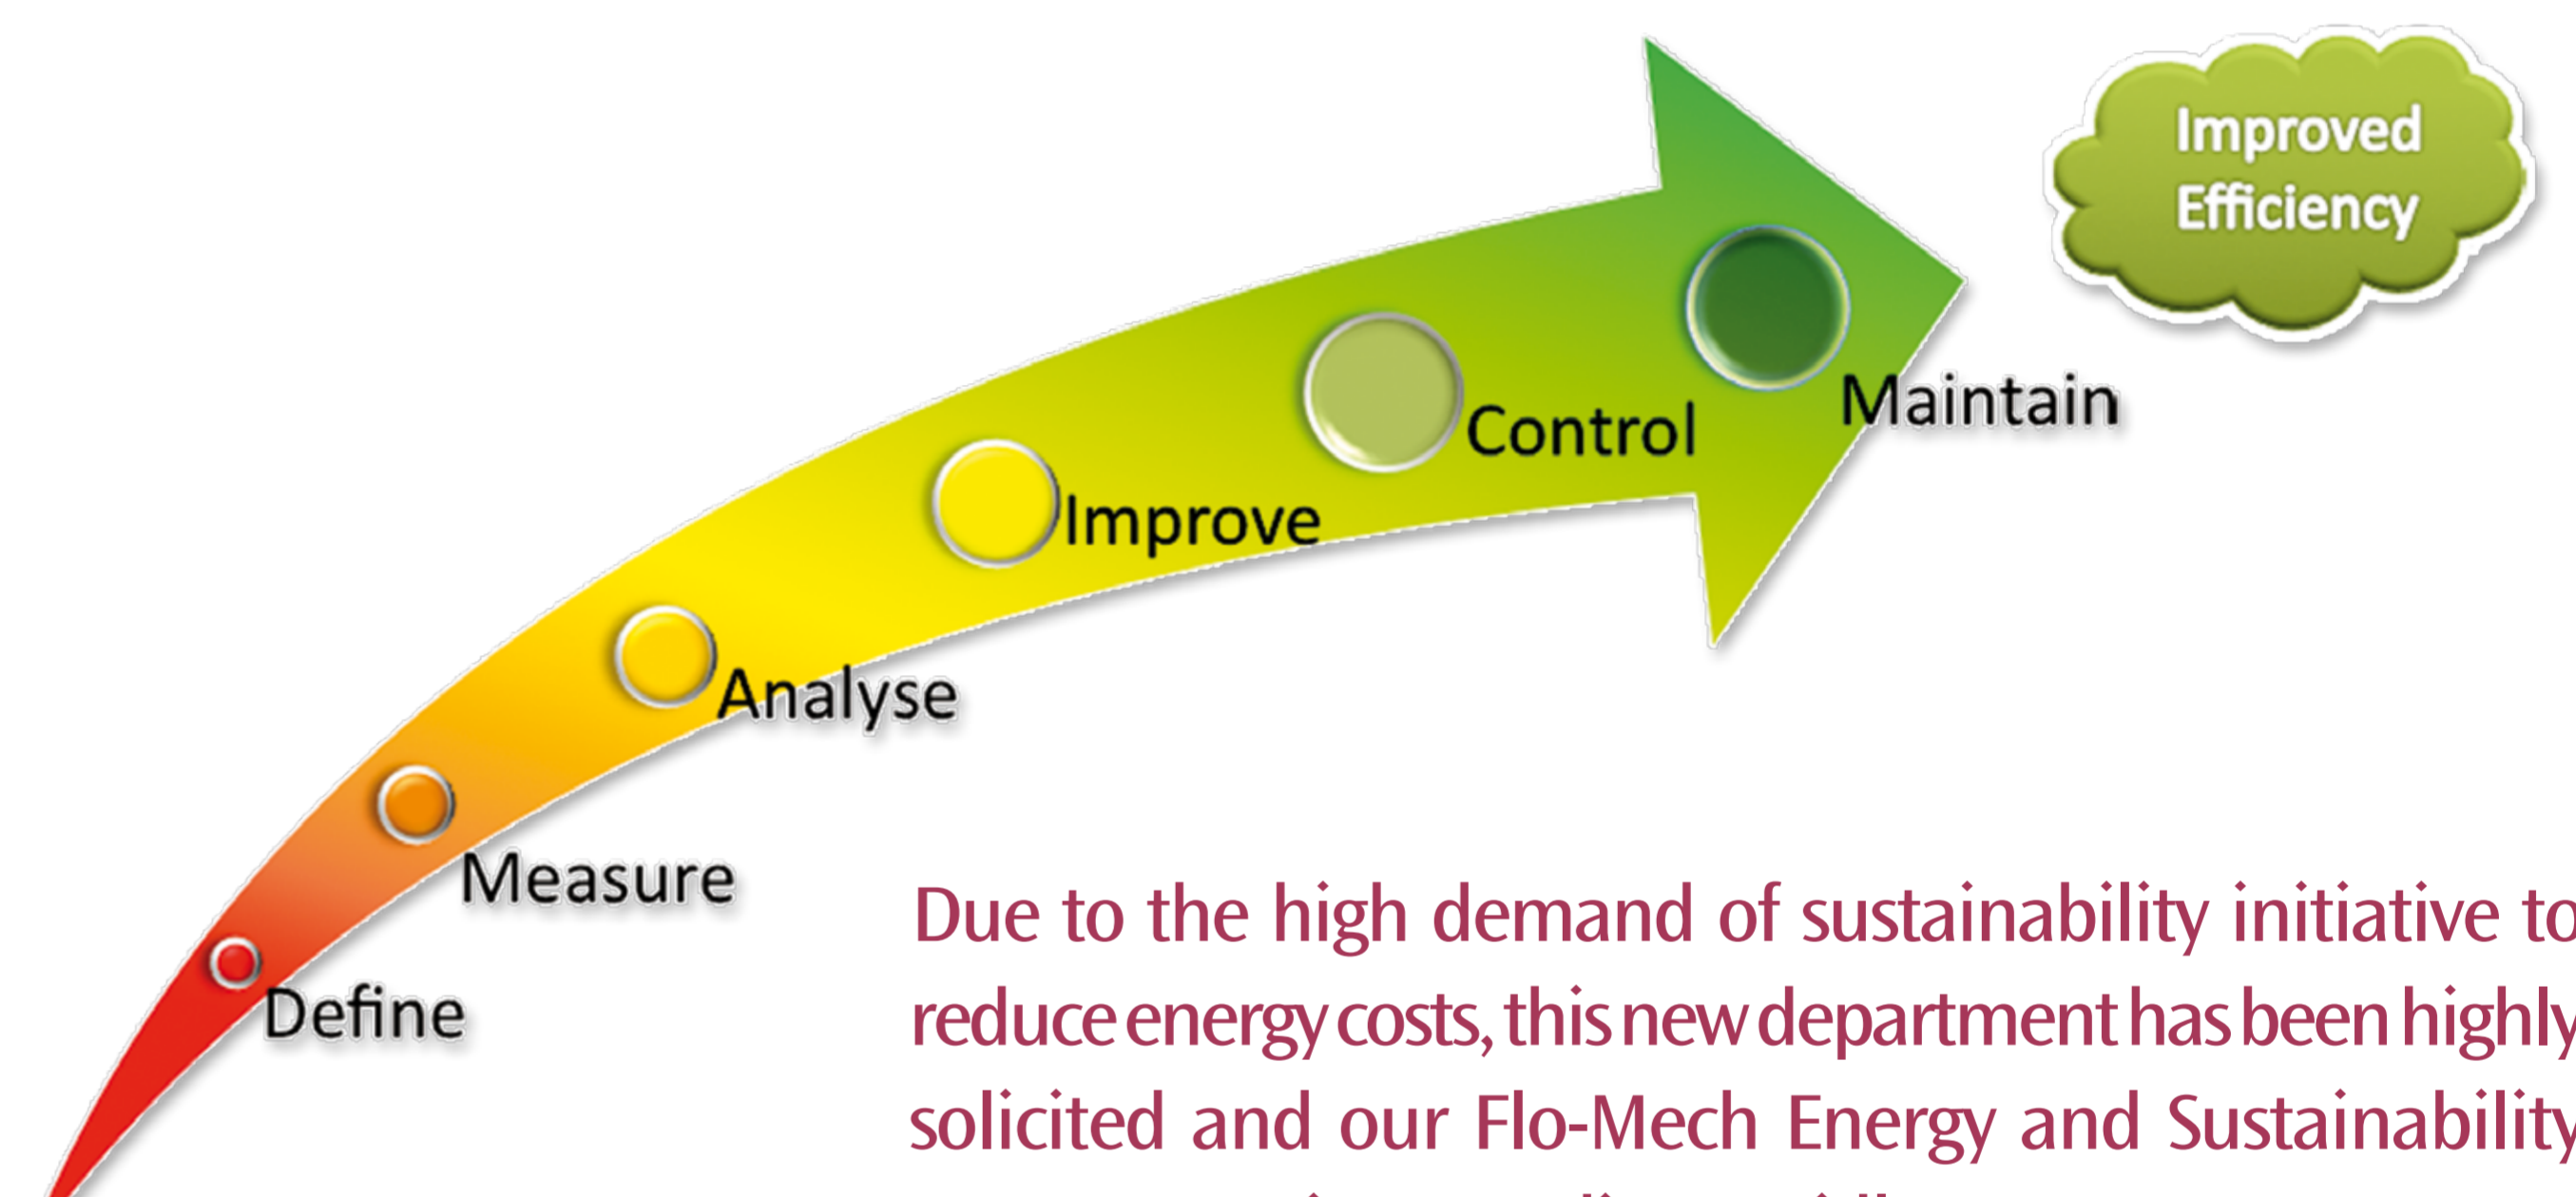 Improved
Efficiency
Maintain
Control
Improve
Analyse
Measure
Define
Due to the high demand of sustainability initiative to
reduce energy costs, this new department has been highly
solicited and our Flo-Mech Energy and Sustainability